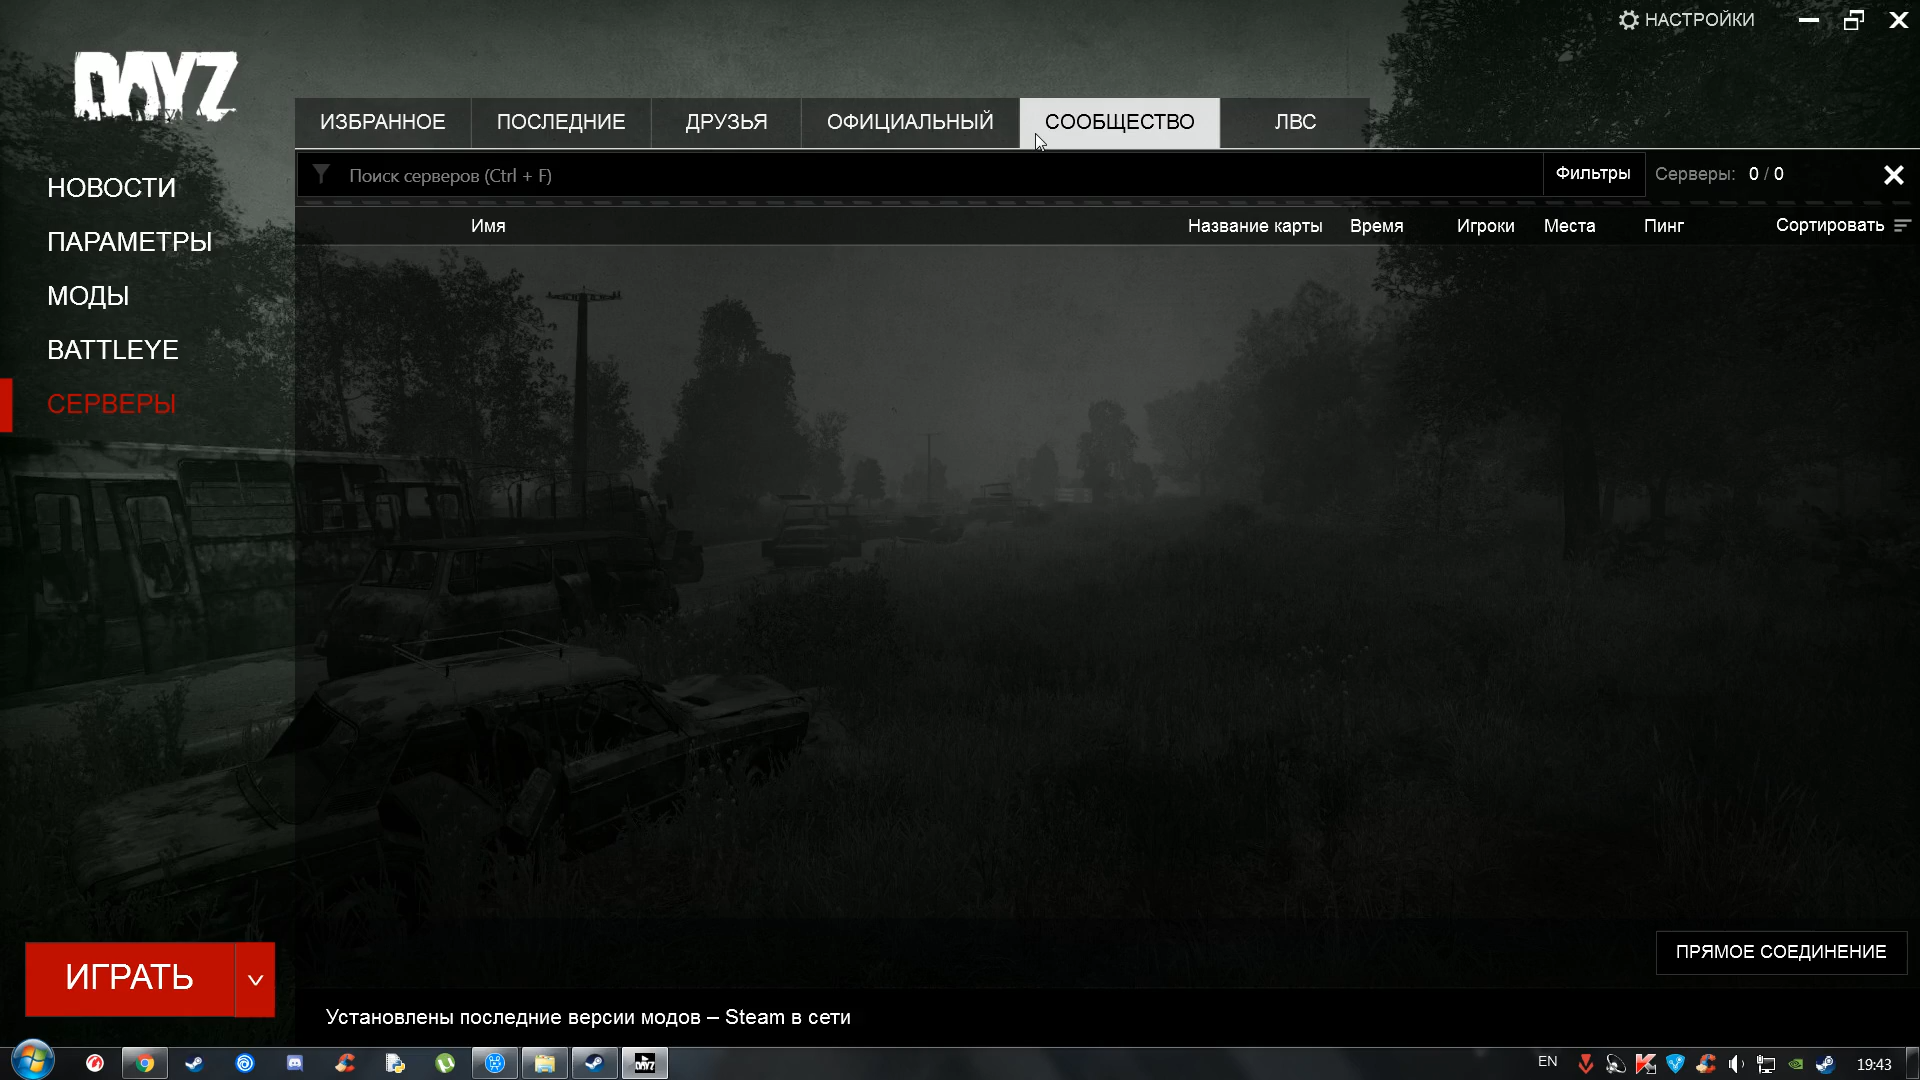 НАСТРОЙКИ
DAYZ
ИЗБРАННОЕ ПОСЛЕДНИЕ ДРУЗЬЯ ОФИЦИАЛЬНЫЙ СООБЩЕСТВО ЛВС
Поиск серверов (Ctrl + F) Фильтры Серверы: 0 / 0
Имя Название карты Время Игроки Места Пинг Сортировать
НОВОСТИ
ПАРАМЕТРЫ
МОДЫ
BATTLEYE
СЕРВЕРЫ
ПРЯМОЕ СОЕДИНЕНИЕ
ИГРАТЬ
Установлены последние версии модов – Steam в сети
DAYZ EN 19:43